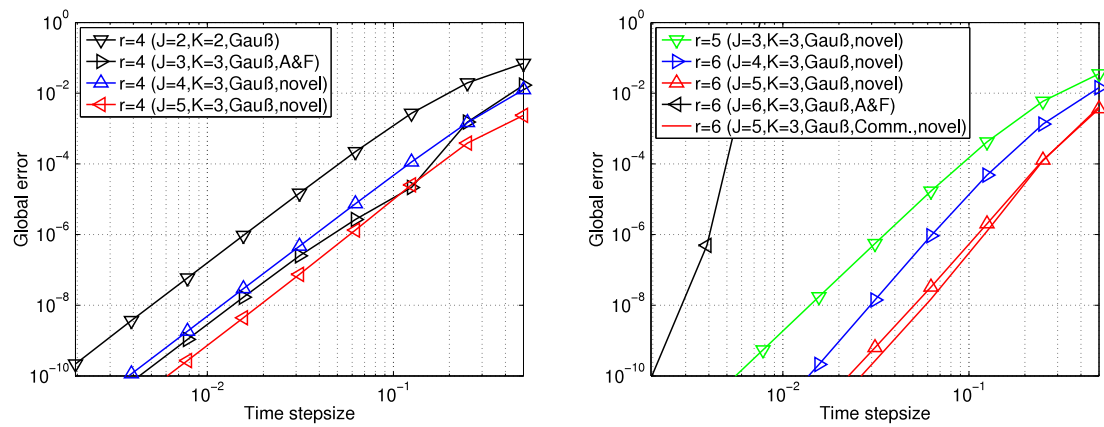 10^0
10^-2
10^-4
10^-6
10^-8
10^-10
Global error
r=4 (J=2,K=2,Gauß)
r=4 (J=3,K=3,Gauß,A&F)
r=4 (J=4,K=3,Gauß,novel)
r=4 (J=5,K=3,Gauß,novel)
10^-2
10^-1
Time stepsize
10^0
10^-2
10^-4
10^-6
10^-8
10^-10
Global error
r=5 (J=3,K=3,Gauß,novel)
r=6 (J=4,K=3,Gauß,novel)
r=6 (J=5,K=3,Gauß,novel)
r=6 (J=6,K=3,Gauß,A&F)
r=6 (J=5,K=3,Gauß,Comm.,novel)
10^-2
10^-1
Time stepsize